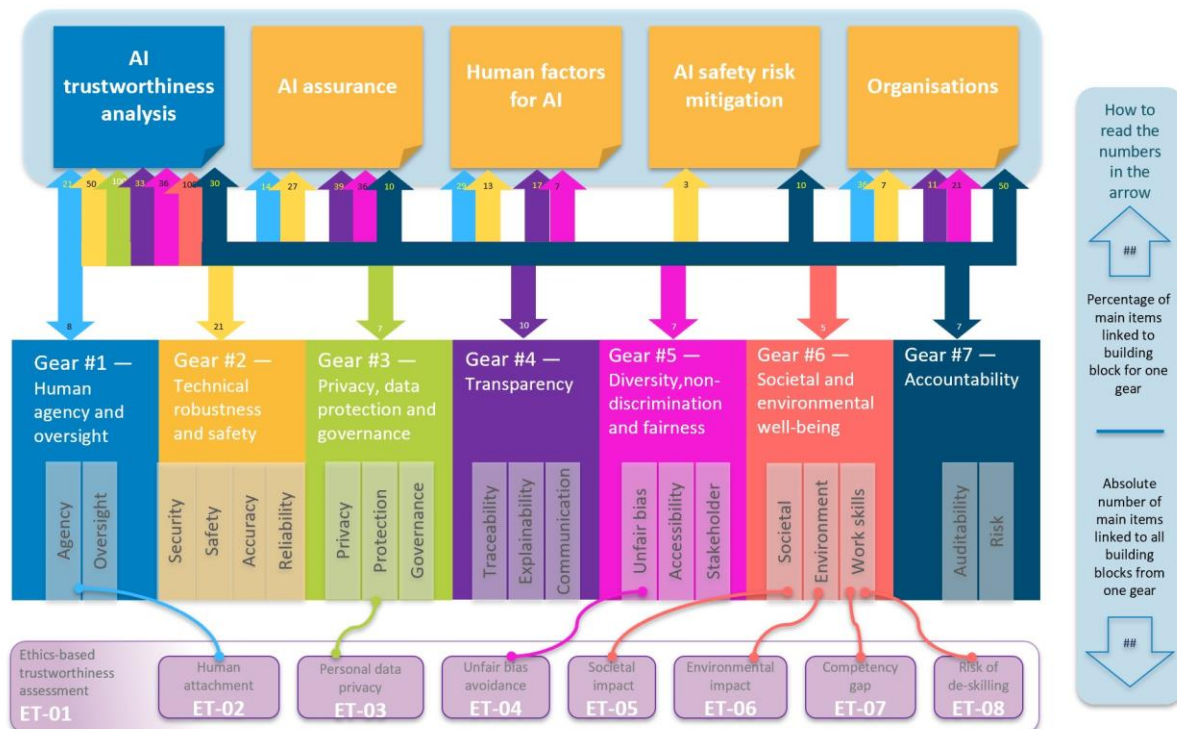 AI
trustworthiness
analysis
AI assurance
Human factors
for AI
AI safety risk
mitigation
Organisations
21
50
100
33
36
100
30
14
27
39
36
10
29
13
17
7
3
10
7
11
21
50
8
21
7
10
7
5
7
Gear #1 —
Human
agency and
oversight
Gear #2 —
Technical
robustness
and safety
Gear #3 —
Privacy, data
protection and
governance
Gear #4 —
Transparency
Gear #5 —
Diversity,non-
discrimination
and fairness
Gear #6 —
Societal and
environmental
well-being
Gear #7 —
Accountability
Agency
Oversight
Security
Safety
Accuracy
Reliability
Privacy
Protection
Governance
Traceability
Explainability
Communication
Unfair bias
Accessibility
Stakeholder
Societal
Environment
Work skills
Auditability
Risk
Ethics-based
trustworthiness
assessment
ET-01
Human
attachment
ET-02
Personal data
privacy
ET-03
Unfair bias
avoidance
ET-04
Societal
impact
ET-05
Environmental
impact
ET-06
Competency
gap
ET-07
Risk of
de-skilling
ET-08
How to
read the
numbers
in the
arrow
##
Percentage of
main items
linked to
building
block for one
gear
Absolute
number of
main items
linked to all
building
blocks from
one gear
##